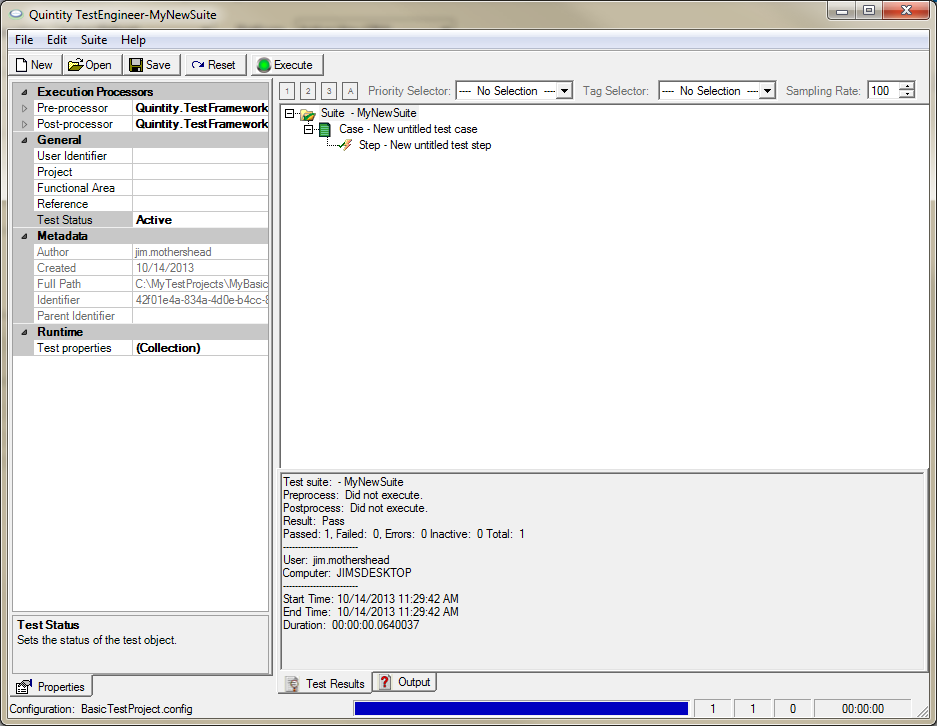 Quintity TestEngineer-MyNewSuite
File Edit Suite Help
New Open Save Reset Execute
1 2 3 A Priority Selector: ---- No Selection ---- Tag Selector: ---- No Selection ---- Sampling Rate: 100
Execution Processors
Pre-processor Quintity.TestFramework
Post-processor Quintity.TestFramework
General
User Identifier
Project
Functional Area
Reference
Test Status Active
Metadata
Author jim.mothershead
Created 10/14/2013
Full Path C:\MyTestProjects\MyBasic
Identifier 42f01e4a-834a-4d0e-b4cc-8
Parent Identifier
Runtime
Test properties (Collection)
Suite - MyNewSuite
Case - New untitled test case
Step - New untitled test step
Test suite: - MyNewSuite
Preprocess: Did not execute.
Postprocess: Did not execute.
Result: Pass
Passed: 1, Failed: 0, Errors: 0 Inactive: 0 Total: 1
-------------------------
User: jim.mothershead
Computer: JIMSDESKTOP
-------------------------
Start Time: 10/14/2013 11:29:42 AM
End Time: 10/14/2013 11:29:42 AM
Duration: 00:00:00.0640037
Test Status
Sets the status of the test object.
Properties
Test Results Output
Configuration: BasicTestProject.config 1 1 0 00:00:00